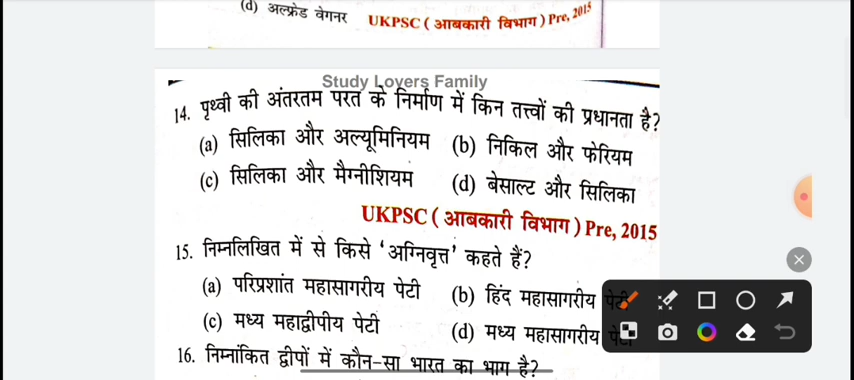 (d) अल्फ्रेड वेगनर
UKPSC ( आबकारी विभाग ) Pre, 2015
Study Lovers Family
14. पृथ्वी की अंतरतम परत के निर्माण में किन तत्त्वों की प्रधानता है?
(a) सिलिका और अल्यूमिनियम (b) निकिल और फेरियम
(c) सिलिका और मैग्नीशियम (d) बेसाल्ट और सिलिका
UKPSC ( आबकारी विभाग ) Pre, 2015
15. निम्नलिखित में से किसे 'अग्निवृत्त' कहते हैं?
(a) परिप्रशांत महासागरीय पेटी (b) हिंद महासागरीय
(c) मध्य महाद्वीपीय पेटी (d) मध्य महासागरीय
16. निम्नांकित द्वीपों में कौन-सा भारत का भाग है?